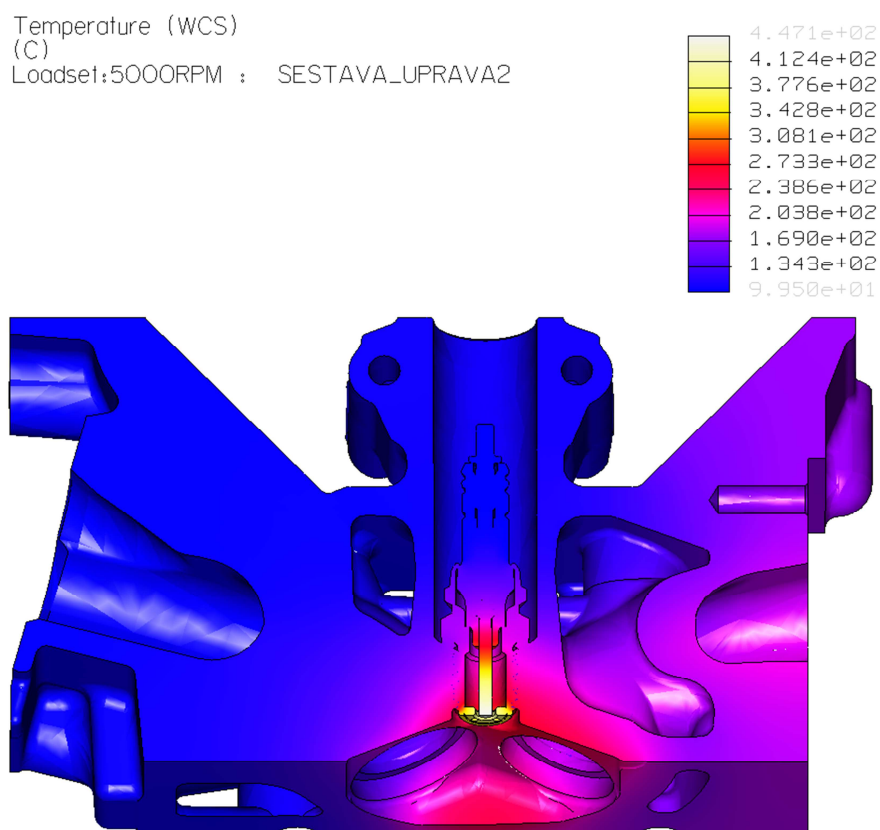 Temperature (WCS)
(C)
Loadset:5000RPM :  SESTAVA_UPRAVA2
4.471e+02
4.124e+02
3.776e+02
3.428e+02
3.081e+02
2.733e+02
2.386e+02
2.038e+02
1.690e+02
1.343e+02
9.950e+01